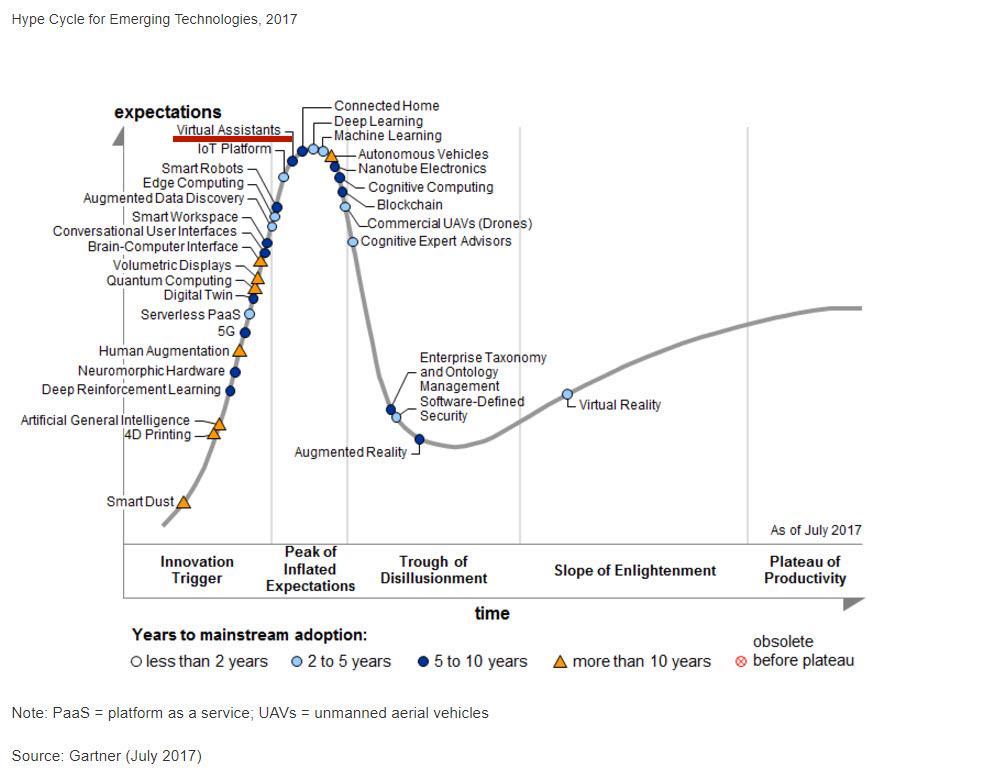 Hype Cycle for Emerging Technologies, 2017
expectations
Connected Home
Deep Learning
Virtual Assistants
Machine Learning
IoT Platform
Autonomous Vehicles
Smart Robots
Nanotube Electronics
Edge Computing
Cognitive Computing
Augmented Data Discovery
Blockchain
Smart Workspace
Commercial UAVs (Drones)
Conversational User Interfaces
Cognitive Expert Advisors
Brain-Computer Interface
Volumetric Displays
Quantum Computing
Digital Twin
Serverless PaaS
5G
Human Augmentation
Neuromorphic Hardware
Deep Reinforcement Learning
Artificial General Intelligence
4D Printing
Smart Dust
Enterprise Taxonomy
and Ontology
Management
Software-Defined
Security
Augmented Reality
Virtual Reality
As of July 2017
Innovation
Trigger
Peak of
Inflated
Expectations
Trough of
Disillusionment
Slope of Enlightenment
Plateau of
Productivity
time
Years to mainstream adoption:
less than 2 years
2 to 5 years
5 to 10 years
more than 10 years
obsolete
before plateau
Note: PaaS = platform as a service; UAVs = unmanned aerial vehicles
Source: Gartner (July 2017)